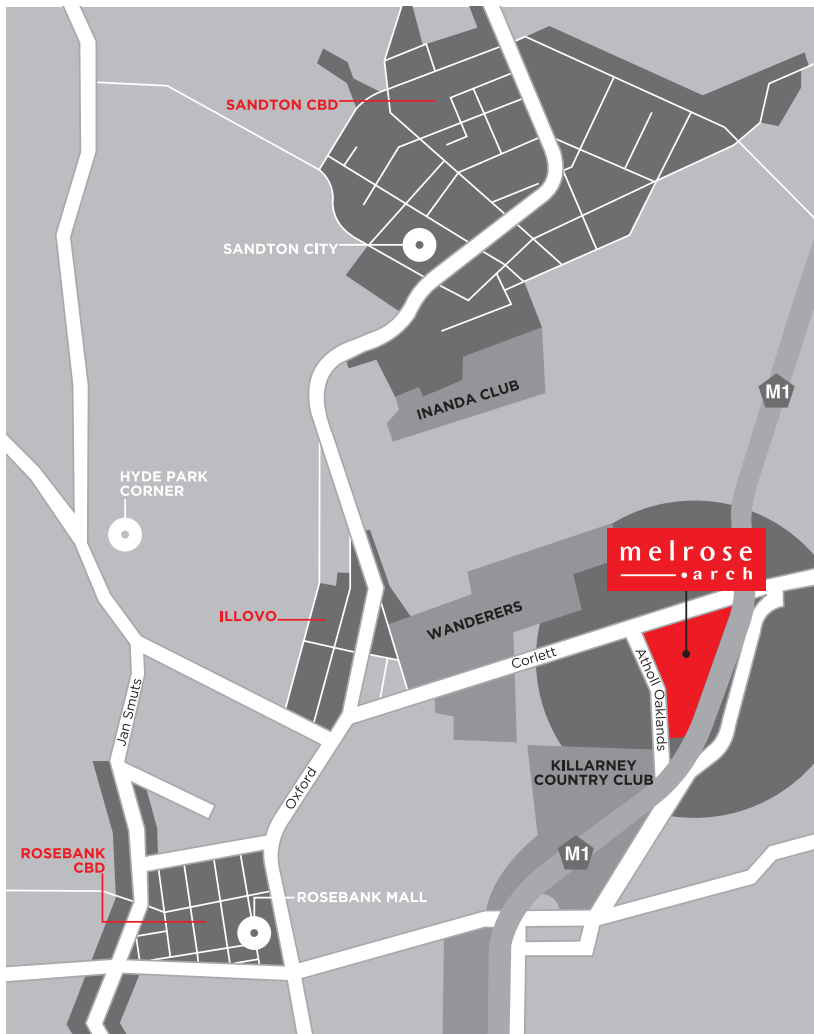 SANDTON CBD
SANDTON CITY
INANDA CLUB
M1
HYDE PARK
CORNER
melrose
arch
ILLOVO
WANDERERS
Corlett
Atholl Oaklands
Jan Smuts
KILLARNEY
COUNTRY CLUB
Oxford
M1
ROSEBANK
CBD
ROSEBANK MALL